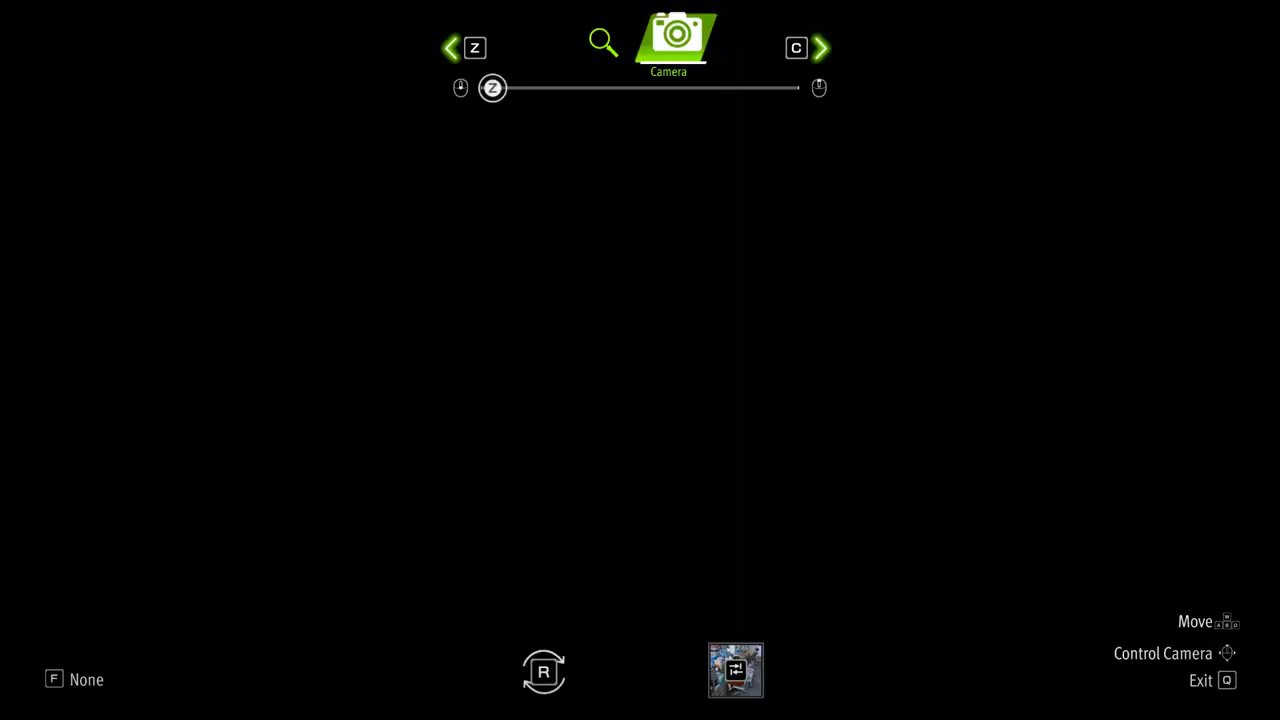 Z
C
Camera
Z
Move W A S D
Control Camera
F None
R
Exit Q